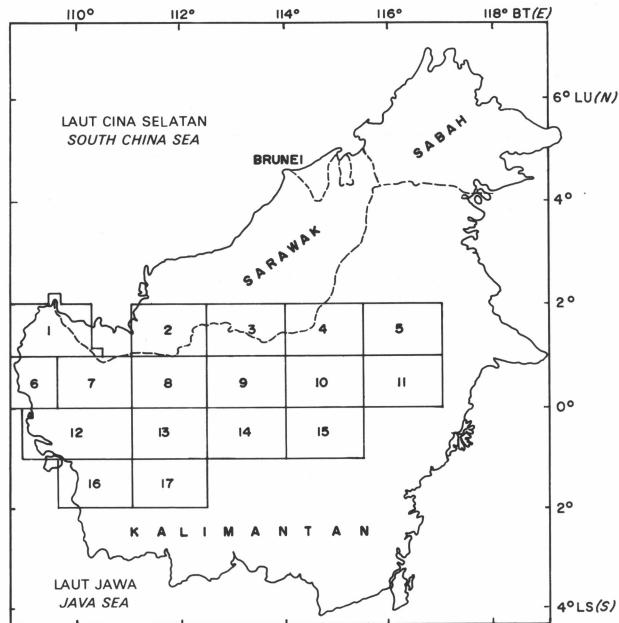 110° 112° 114° 116° 118° BT(E)
6° LU(N)
LAUT CINA SELATAN
SOUTH CHINA SEA
SABAH
BRUNEI
4°
SARAWAK
2°
1 2 3 4 5
6 7 8 9 10 11
0°
12 13 14 15
16 17
2°
KALIMANTAN
LAUT JAWA
JAVA SEA
4° LS(S)